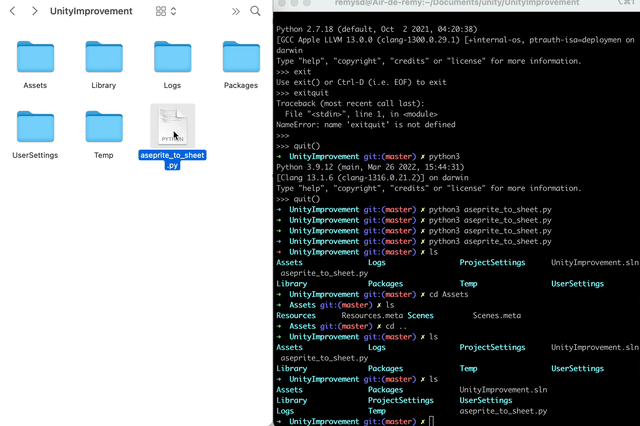 UnityImprovement
Assets
Library
Logs
Packages
UserSettings
Temp
PYTHON
aseprite_to_sheet
.py
remyso@Air-de-remy:~/Documents/unity/UnityImprovement
⌥⌘1
Python 2.7.18 (default, Oct  2 2021, 04:20:38)
[GCC Apple LLVM 13.0.0 (clang-1300.0.29.1) [+internal-os, ptrauth-isa=deploymen on
darwin
Type "help", "copyright", "credits" or "license" for more information.
>>> exit
Use exit() or Ctrl-D (i.e. EOF) to exit
>>> exitquit
Traceback (most recent call last):
  File "<stdin>", line 1, in <module>
NameError: name 'exitquit' is not defined
>>>
>>> quit()
➜  UnityImprovement git:(master) ✗ python3
Python 3.9.12 (main, Mar 26 2022, 15:44:31)
[Clang 13.1.6 (clang-1316.0.21.2)] on darwin
Type "help", "copyright", "credits" or "license" for more information.
>>> quit()
➜  UnityImprovement git:(master) ✗ python3 aseprite_to_sheet.py
➜  UnityImprovement git:(master) ✗ python3 aseprite_to_sheet.py
➜  UnityImprovement git:(master) ✗ python3 aseprite_to_sheet.py
➜  UnityImprovement git:(master) ✗ python3 aseprite_to_sheet.py
➜  UnityImprovement git:(master) ✗ ls
Assets Logs ProjectSettings UnityImprovement.sln
aseprite_to_sheet.py
Library Packages Temp UserSettings
➜  UnityImprovement git:(master) ✗ cd Assets
➜  Assets git:(master) ✗ ls
Resources Resources.meta Scenes Scenes.meta
➜  Assets git:(master) ✗ cd ..
➜  UnityImprovement git:(master) ✗ ls
Assets Logs ProjectSettings UnityImprovement.sln
aseprite_to_sheet.py
Library Packages Temp UserSettings
➜  UnityImprovement git:(master) ✗ ls
Assets Packages UnityImprovement.sln
Library ProjectSettings UserSettings
Logs Temp aseprite_to_sheet.py
➜  UnityImprovement git:(master) ✗